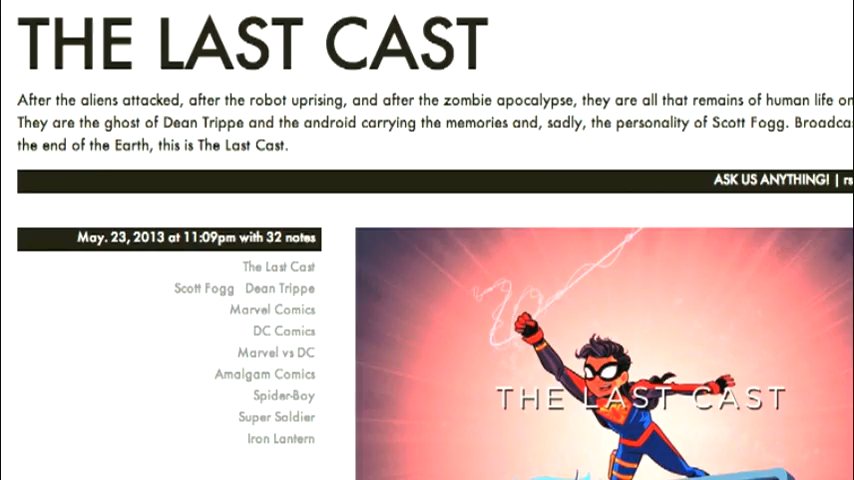 THE LAST CAST
After the aliens attacked, after the robot uprising, and after the zombie apocalypse, they are all that remains of human life on
They are the ghost of Dean Trippe and the android carrying the memories and, sadly, the personality of Scott Fogg. Broadca
the end of the Earth, this is The Last Cast.
ASK US ANYTHING! | rs
May. 23, 2013 at 11:09pm with 32 notes
The Last Cast
Scott Fogg Dean Trippe
Marvel Comics
DC Comics
Marvel vs DC
Amalgam Comics
Spider-Boy
Super Soldier
Iron Lantern
THE LAST CAST